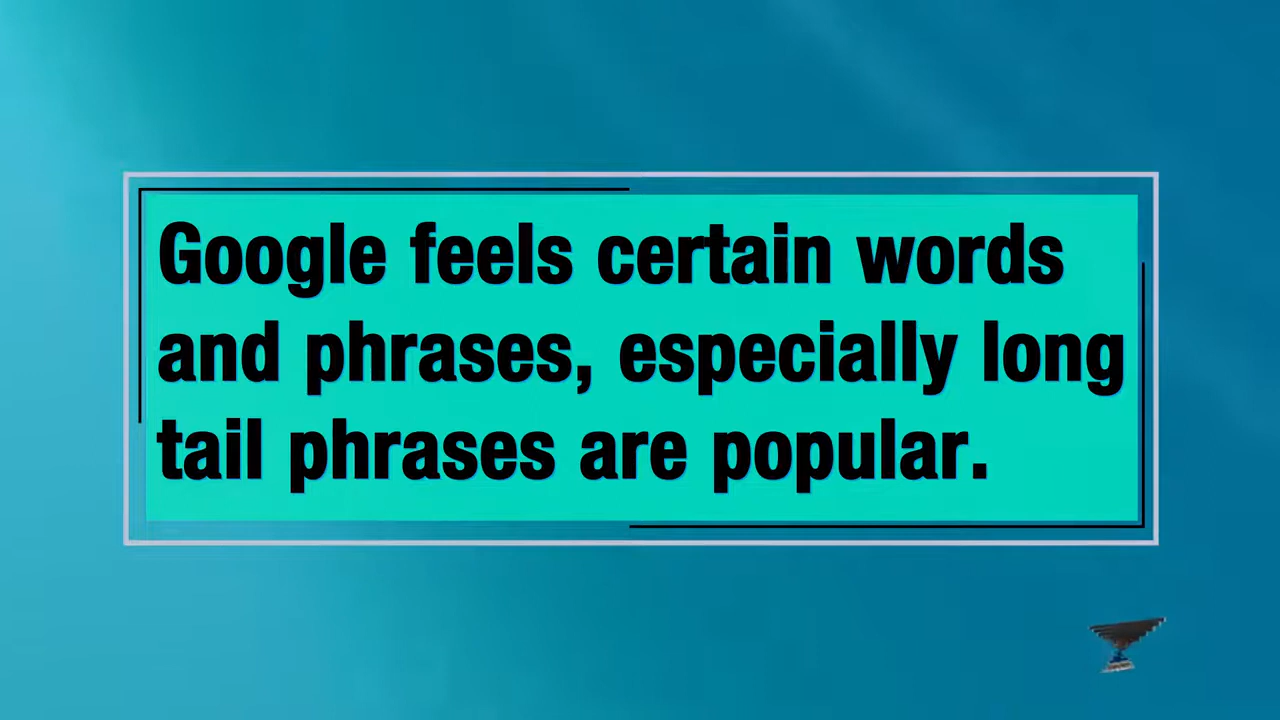 Google feels certain words
and phrases, especially long
tail phrases are popular.